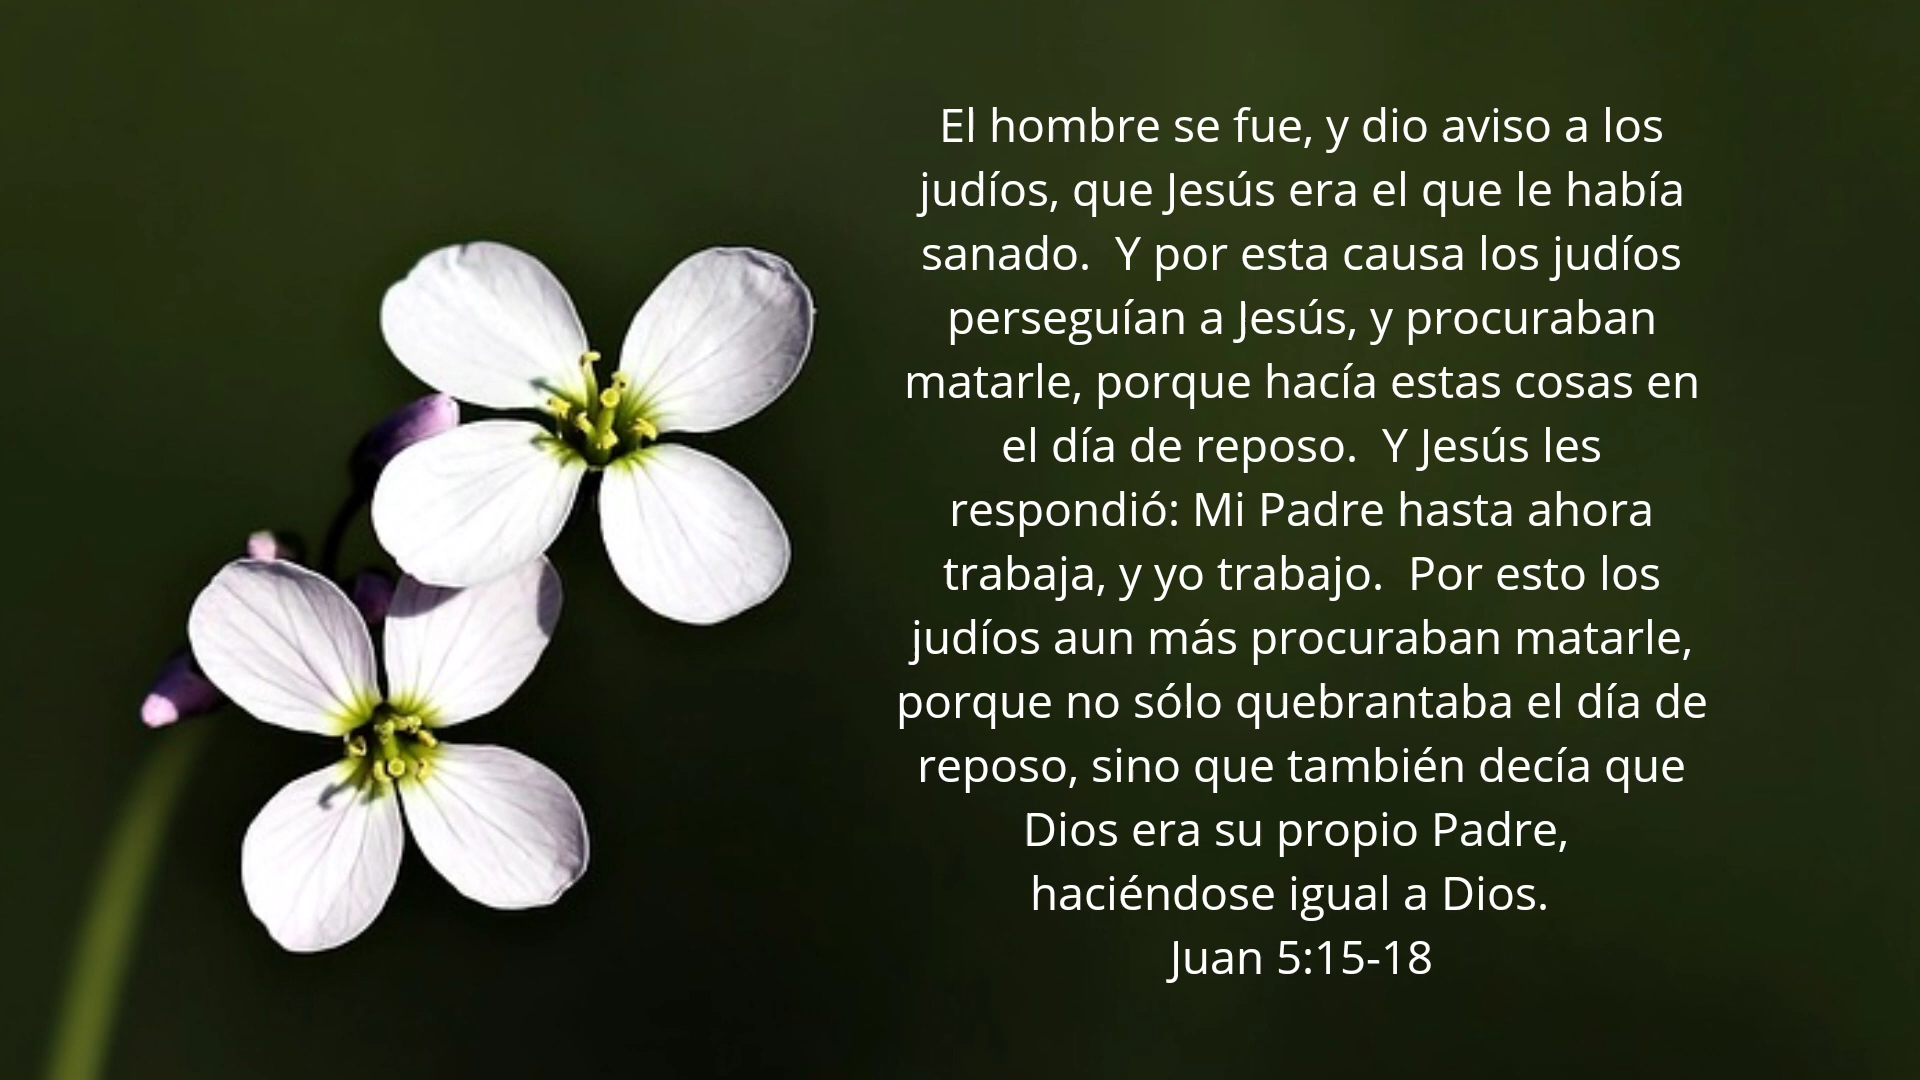 El hombre se fue, y dio aviso a los
judíos, que Jesús era el que le había
sanado.  Y por esta causa los judíos
perseguían a Jesús, y procuraban
matarle, porque hacía estas cosas en
el día de reposo.  Y Jesús les
respondió: Mi Padre hasta ahora
trabaja, y yo trabajo.  Por esto los
judíos aun más procuraban matarle,
porque no sólo quebrantaba el día de
reposo, sino que también decía que
Dios era su propio Padre,
haciéndose igual a Dios.
Juan 5:15-18